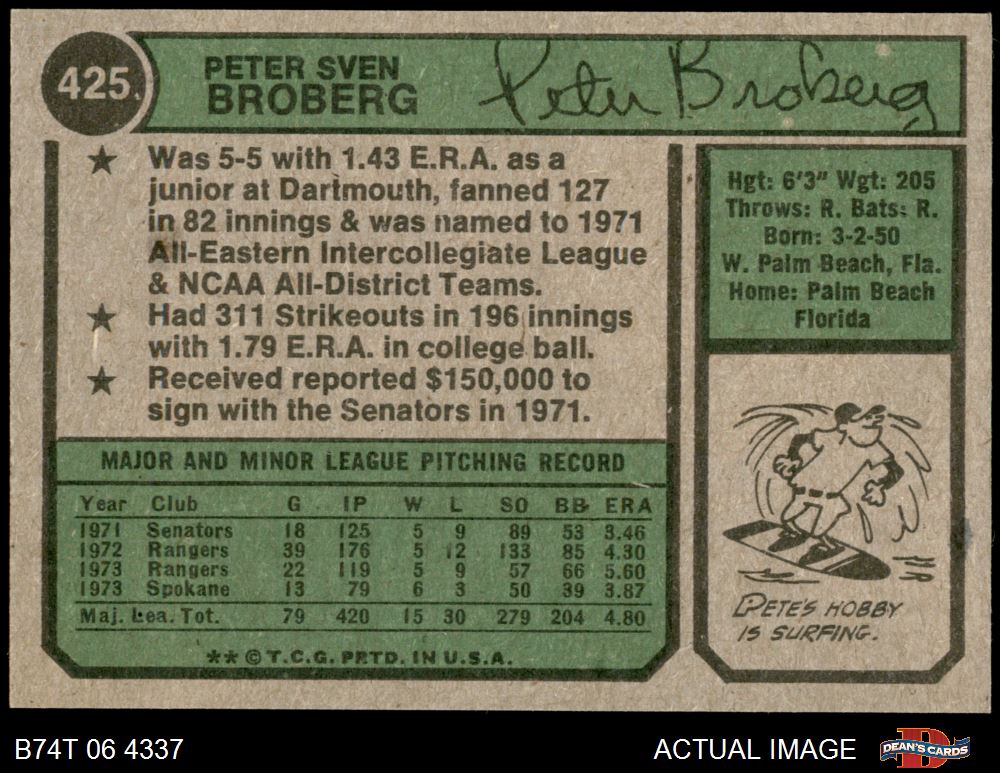 425.
PETER SVEN
BROBERG
Peter Broberg
★ Was 5-5 with 1.43 E.R.A. as a
junior at Dartmouth, fanned 127
in 82 innings & was named to 1971
All-Eastern Intercollegiate League
& NCAA All-District Teams.
★ Had 311 Strikeouts in 196 innings
with 1.79 E.R.A. in college ball.
★ Received reported $150,000 to
sign with the Senators in 1971.
Hgt: 6'3" Wgt: 205
Throws: R. Bats: R.
Born: 3-2-50
W. Palm Beach, Fla.
Home: Palm Beach
Florida
MAJOR AND MINOR LEAGUE PITCHING RECORD
Year Club G IP W L SO BB ERA
1971 Senators 18 125 5 9 89 53 3.46
1972 Rangers 39 176 5 12 133 85 4.30
1973 Rangers 22 119 5 9 57 66 5.60
1973 Spokane 13 79 6 3 50 39 3.87
Maj. Lea. Tot. 79 420 15 30 279 204 4.80
** © T.C.G. PRTD. IN U.S.A.
PETE'S HOBBY
IS SURFING.
B74T 06 4337
ACTUAL IMAGE
DEAN'S CARDS